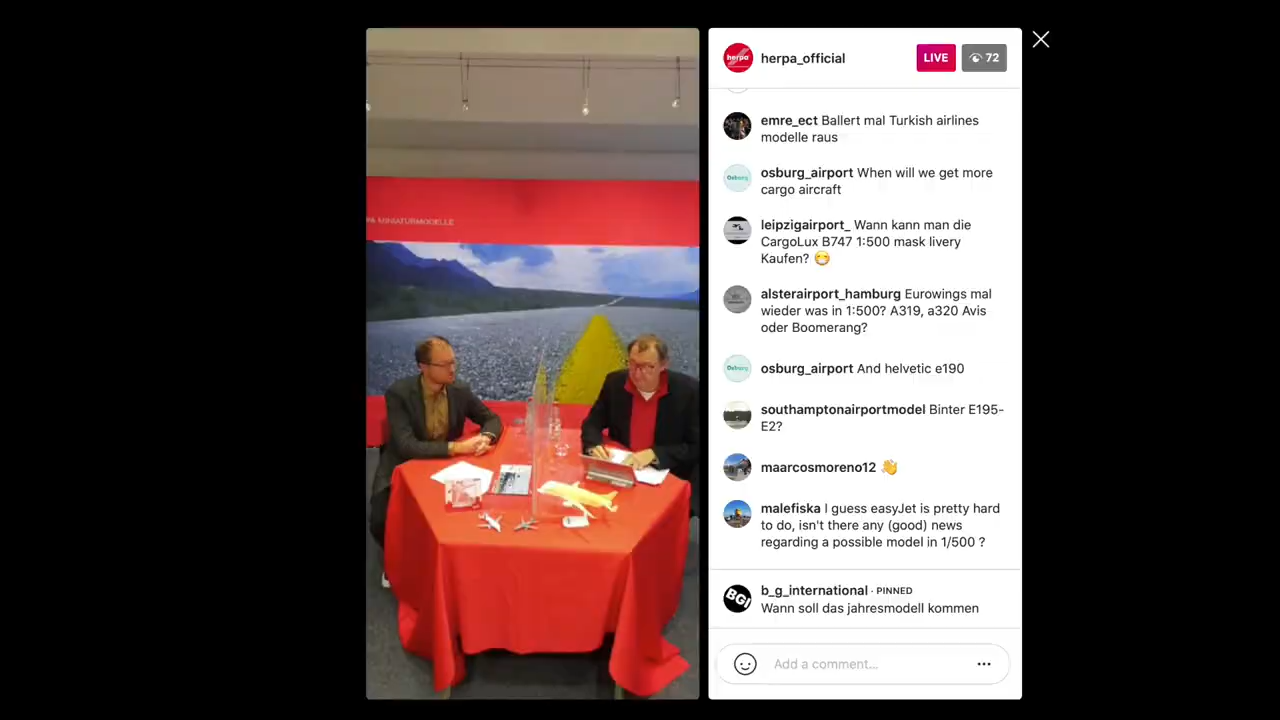 PA MINIATURMODELLE
herpa
herpa_official
LIVE
72
emre_ect Ballert mal Turkish airlines
modelle raus
osburg_airport When will we get more
cargo aircraft
leipzigairport_ Wann kann man die
CargoLux B747 1:500 mask livery
Kaufen? 😷
alsterairport_hamburg Eurowings mal
wieder was in 1:500? A319, a320 Avis
oder Boomerang?
osburg_airport And helvetic e190
southamptonairportmodel Binter E195-
E2?
maarcosmoreno12 👋
malefiska I guess easyJet is pretty hard
to do, isn't there any (good) news
regarding a possible model in 1/500 ?
BGI
b_g_international · PINNED
Wann soll das jahresmodell kommen
Add a comment...